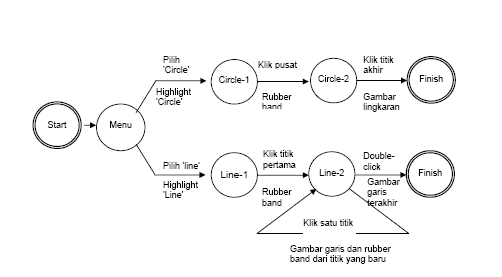 Pilih
'Circle'
Highlight
'Circle'
Circle-1
Klik pusat
Rubber
band
Circle-2
Klik titik
akhir
Gambar
lingkaran
Finish
Start
Menu
Pilih 'line'
Highlight
'Line'
Line-1
Klik titik
pertama
Rubber
band
Line-2
Double-
click
Gambar
garis
terakhir
Finish
Klik satu titik
Gambar garis dan rubber
band dari titik yang baru